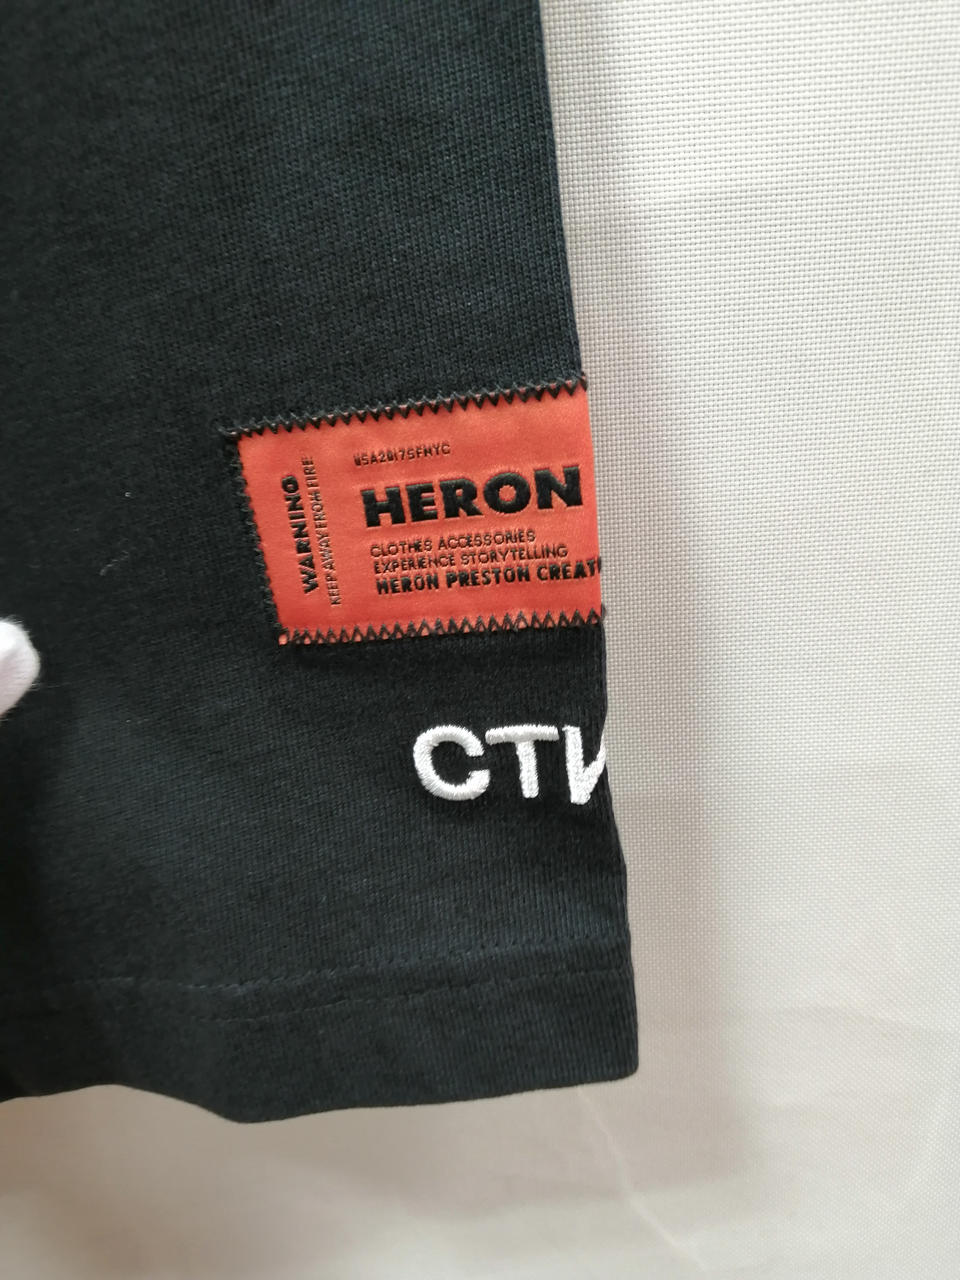 WARNING
KEEP AWAY FROM FIRE
USA2017SFNYC
HERON
CLOTHES ACCESSORIES
EXPERIENCE STORYTELLING
HERON PRESTON CREAT
СТИ